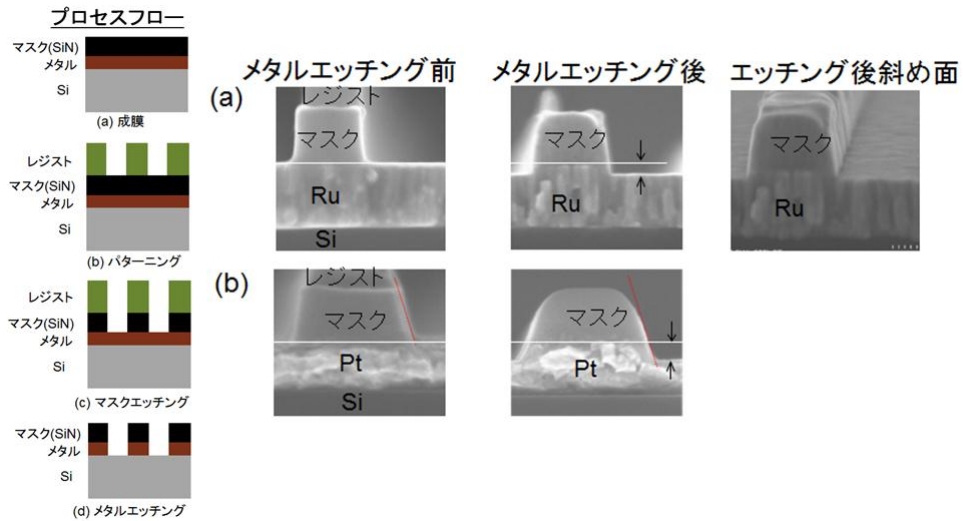 プロセスフロー
マスク(SiN)
メタル
Si
(a) 成膜
レジスト
マスク(SiN)
メタル
Si
(b) パターニング
レジスト
マスク(SiN)
メタル
Si
(c) マスクエッチング
マスク(SiN)
メタル
Si
(d) メタルエッチング
メタルエッチング前
メタルエッチング後
エッチング後斜め面
(a)
レジスト
マスク
Ru
Si
マスク
Ru
マスク
Ru
(b)
レジスト
マスク
Pt
Si
マスク
Pt